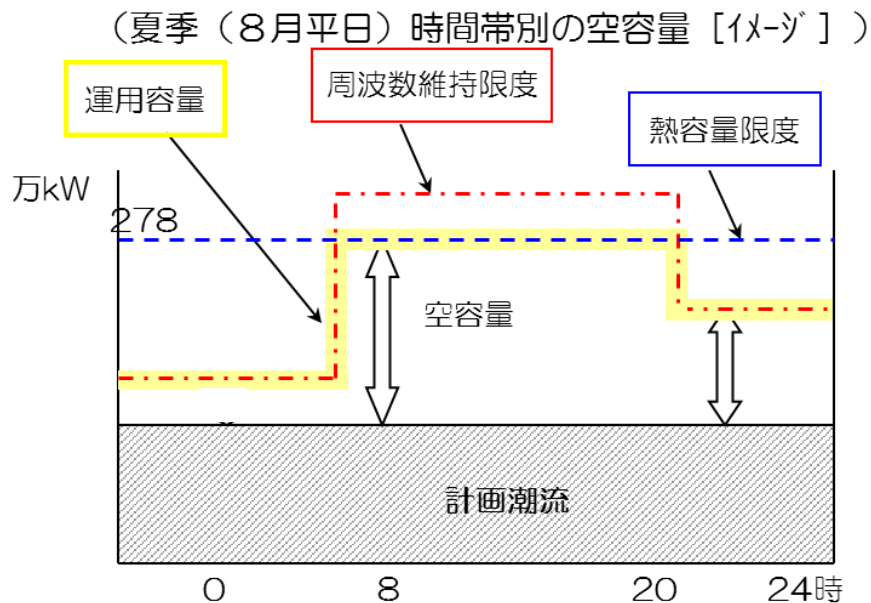 （夏季（８月平日）時間帯別の空容量［ｲﾒｰｼﾞ］）
運用容量
周波数維持限度
熱容量限度
万kW
278
空容量
計画潮流
0 8 20 24時